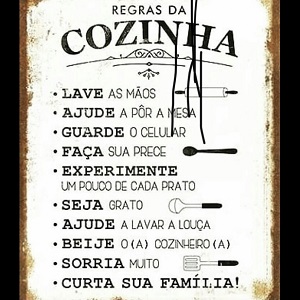 REGRAS DA
COZINHA
• LAVE AS MÃOS
• AJUDE A PÔR A MESA
• GUARDE O CELULAR
• FAÇA SUA PRECE
• EXPERIMENTE
UM POUCO DE CADA PRATO
• SEJA GRATO
• AJUDE A LAVAR A LOUÇA
• BEIJE O (A) COZINHEIRO (A)
• SORRIA MUITO
• CURTA SUA FAMÍLIA!